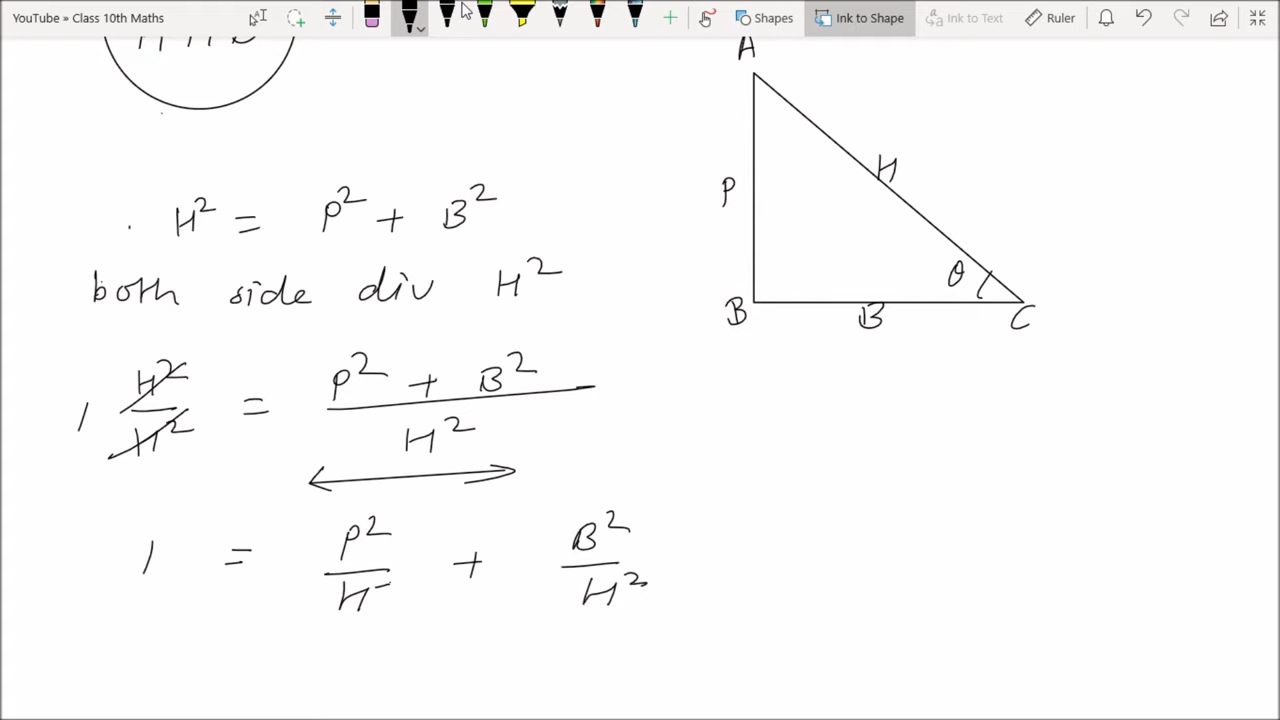 YouTube » Class 10th Maths
Shapes
Ink to Shape
Ink to Text
Ruler
A
P
H
θ
B
B
C
H² = P² + B²
both side div H²
1 H²/H² = (P² + B²)/H²
1 = P²/H + B²/H²